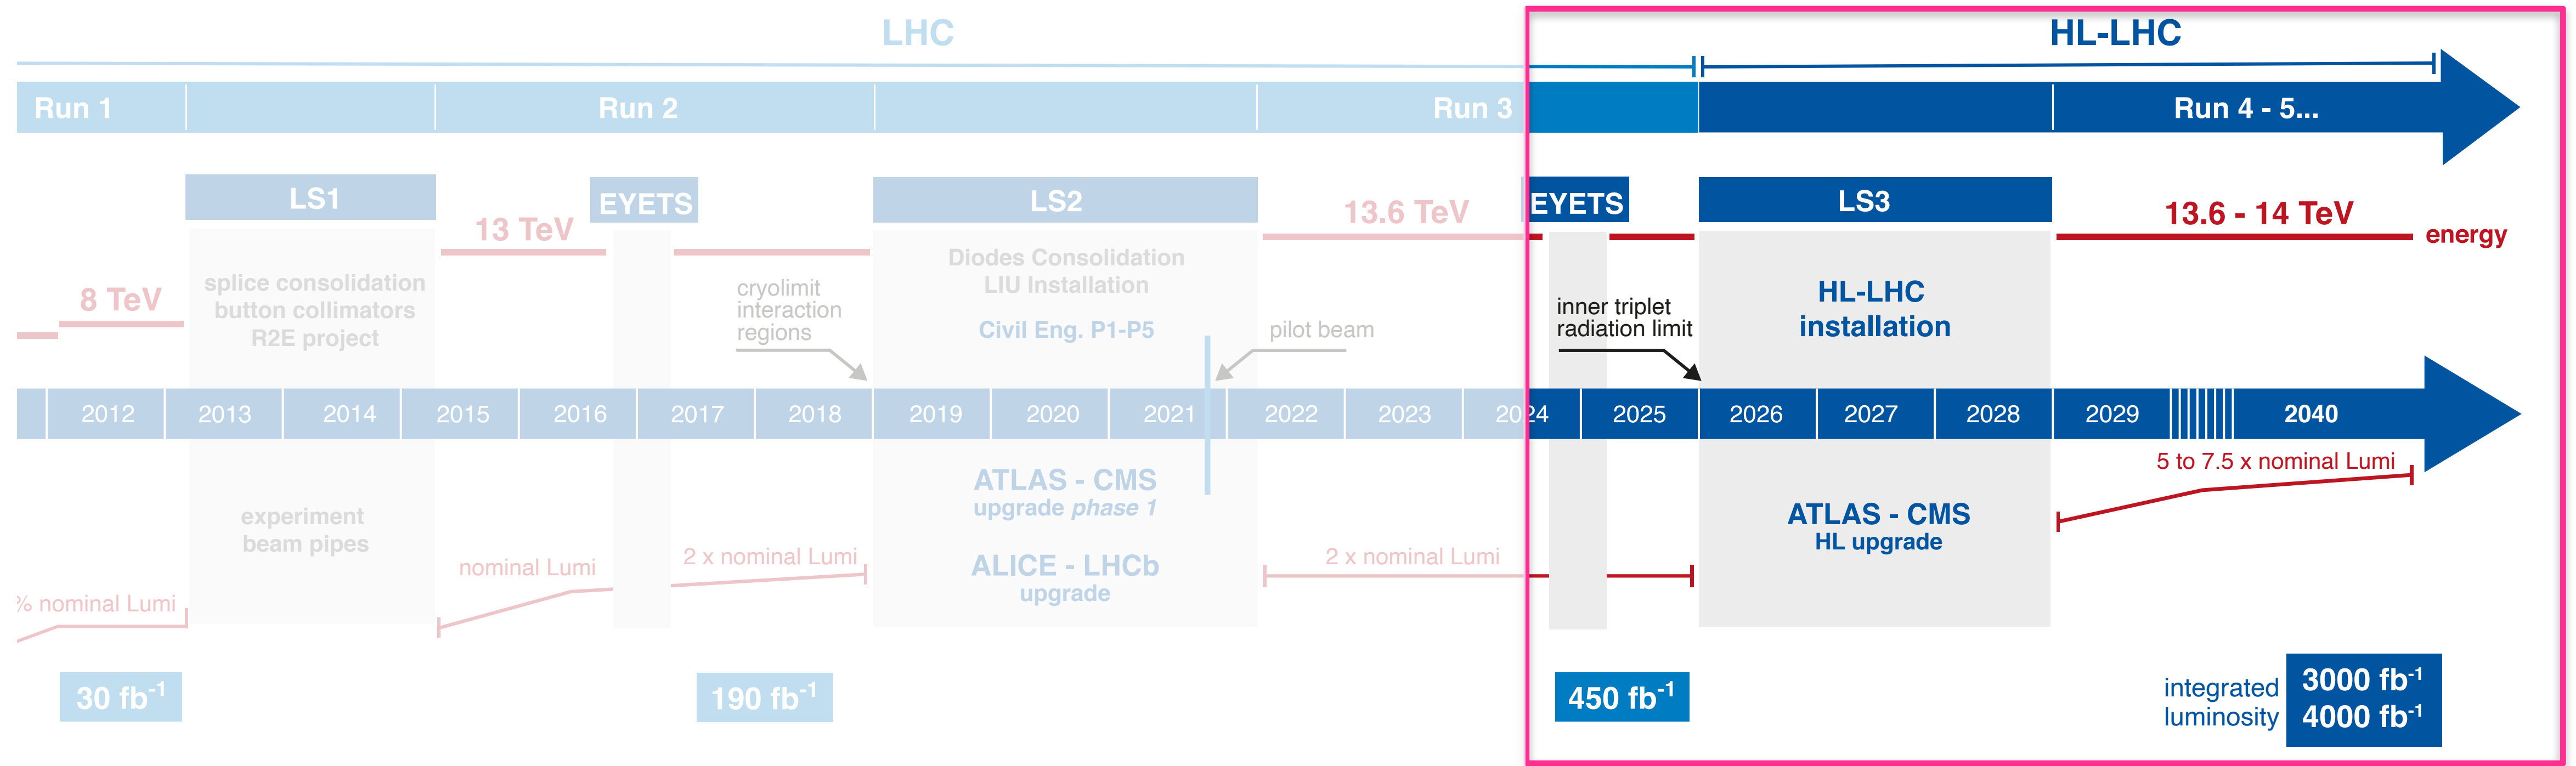 LHC
HL-LHC
Run 1
Run 2
Run 3
Run 4 - 5...
LS1
EYETS
LS2
EYETS
LS3
13 TeV
13.6 TeV
13.6 - 14 TeV
energy
8 TeV
splice consolidation
button collimators
R2E project
cryolimit
interaction
regions
Diodes Consolidation
LIU Installation
Civil Eng. P1-P5
pilot beam
inner triplet
radiation limit
HL-LHC
installation
2012
2013
2014
2015
2016
2017
2018
2019
2020
2021
2022
2023
2024
2025
2026
2027
2028
2029
2040
experiment
beam pipes
ATLAS - CMS
upgrade phase 1
ALICE - LHCb
upgrade
ATLAS - CMS
HL upgrade
5 to 7.5 x nominal Lumi
% nominal Lumi
nominal Lumi
2 x nominal Lumi
2 x nominal Lumi
30 fb⁻¹
190 fb⁻¹
450 fb⁻¹
integrated
luminosity
3000 fb⁻¹
4000 fb⁻¹